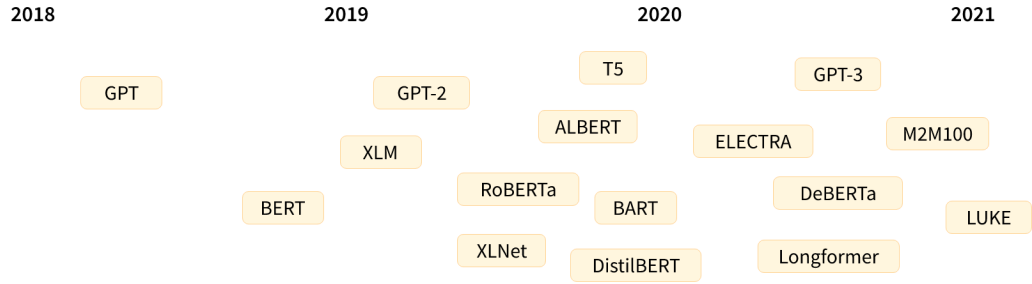 2018 2019 2020 2021
T5
GPT-3
GPT
GPT-2
ALBERT
M2M100
ELECTRA
XLM
RoBERTa
DeBERTa
BERT
BART
LUKE
XLNet
Longformer
DistilBERT